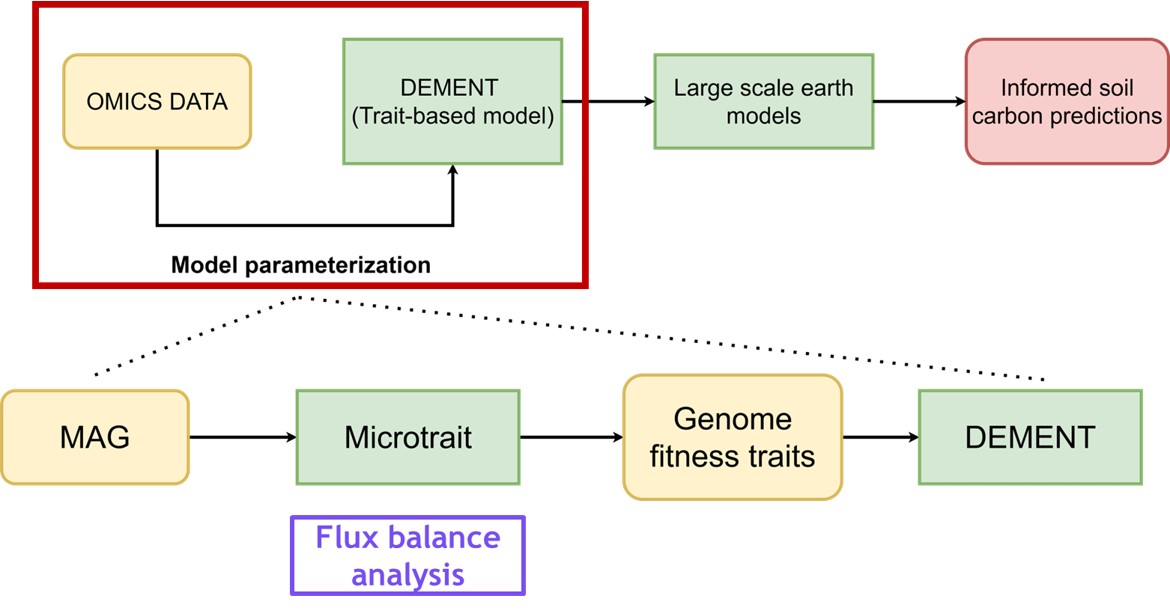 OMICS DATA
DEMENT
(Trait-based model)
Large scale earth
models
Informed soil
carbon predictions
Model parameterization
MAG
Microtrait
Genome
fitness traits
DEMENT
Flux balance
analysis